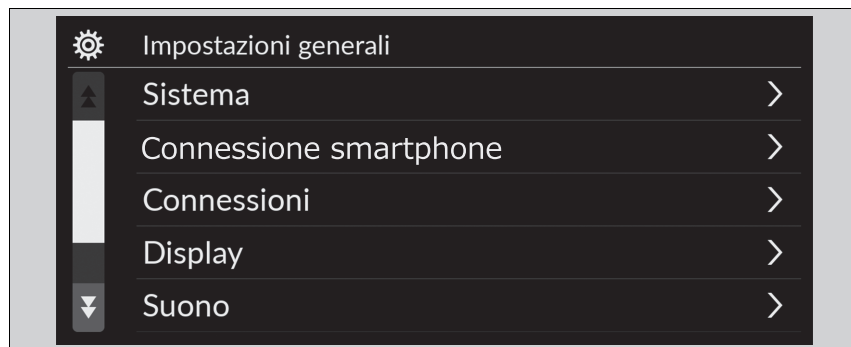 Impostazioni generali
Sistema
Connessione smartphone
Connessioni
Display
Suono